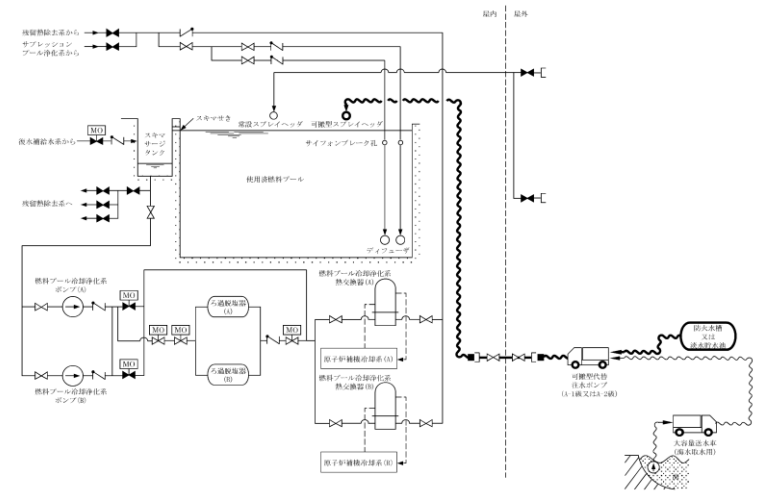 屋内
屋外
残留熱除去系から
サプレッション
プール浄化系から
スキマせき
常設スプレイヘッダ
可搬型スプレイヘッダ
MO
復水補給水系から
スキマ
サージ
タンク
サイフォンブレーク孔
使用済燃料プール
残留熱除去系へ
ディフューザ
燃料プール冷却浄化系
ポンプ(A)
MO
MO
MO
ろ過脱塩器
(A)
MO
燃料プール冷却浄化系
熱交換器(A)
原子炉補機冷却系(A)
防火水槽
又は
淡水貯水池
MO
燃料プール冷却浄化系
ポンプ(B)
ろ過脱塩器
(B)
燃料プール冷却浄化系
熱交換器(B)
原子炉補機冷却系(B)
可搬型代替
注水ポンプ
(A-1級又はA-2級)
大容量送水車
(海水取水用)
海